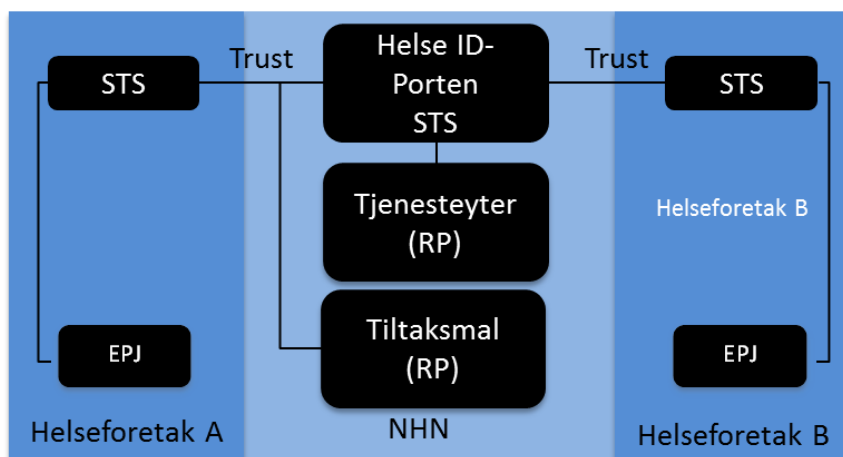 Trust
Helse ID-
Porten
STS
Trust
STS
STS
Tjenesteyter
(RP)
Helseforetak B
Tiltaksmal
(RP)
EPJ
EPJ
Helseforetak A
NHN
Helseforetak B